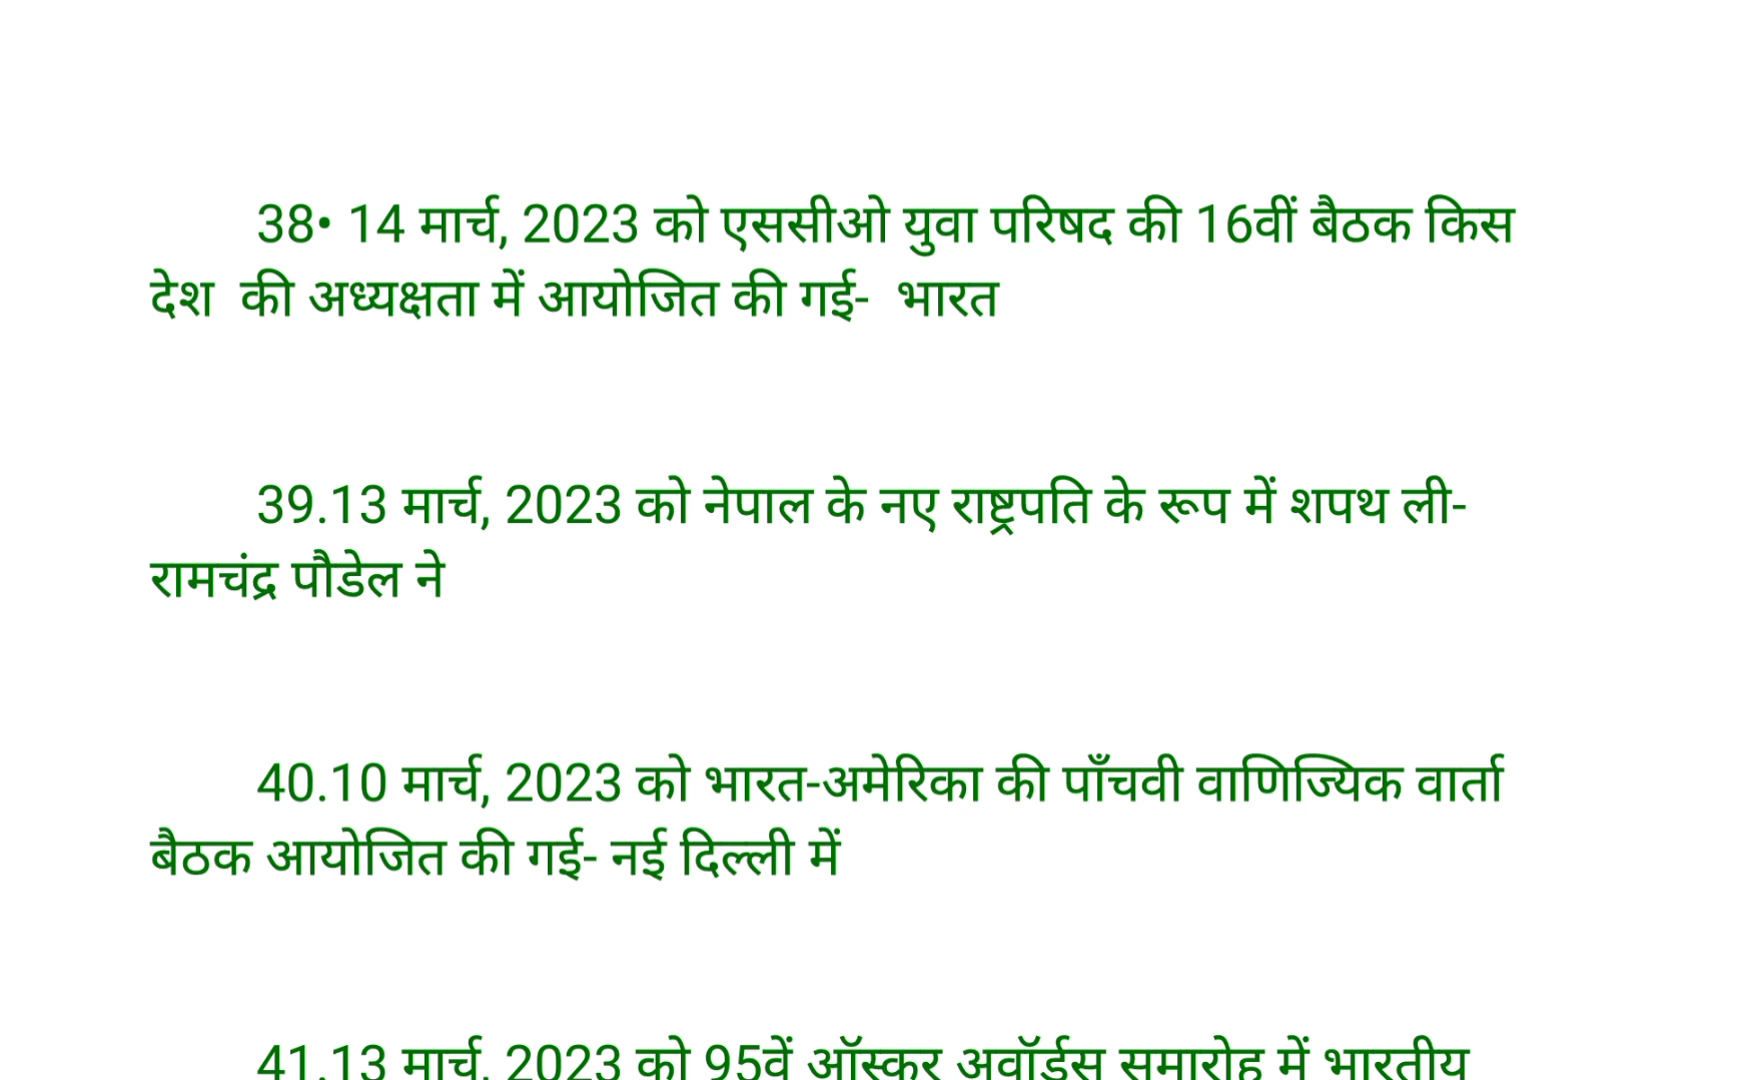 38• 14 मार्च, 2023 को एससीओ युवा परिषद की 16वीं बैठक किस
देश  की अध्यक्षता में आयोजित की गई-  भारत
39.13 मार्च, 2023 को नेपाल के नए राष्ट्रपति के रूप में शपथ ली-
रामचंद्र पौडेल ने
40.10 मार्च, 2023 को भारत-अमेरिका की पाँचवी वाणिज्यिक वार्ता
बैठक आयोजित की गई- नई दिल्ली में
41.13 मार्च, 2023 को 95वें ऑस्कर अवॉर्डस समारोह में भारतीय